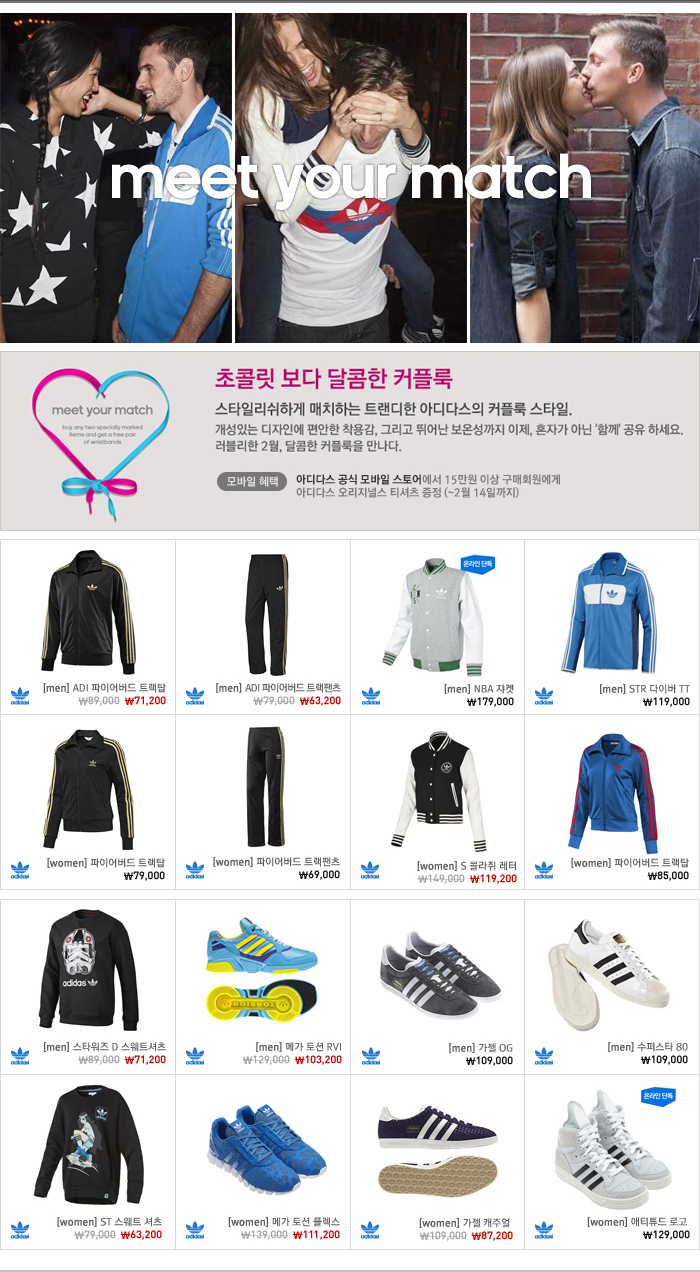 meet your match
초콜릿 보다 달콤한 커플룩
meet your match
buy any two specially marked
items and get a free pair
of wristbands
스타일리쉬하게 매치하는 트랜디한 아디다스의 커플룩 스타일.
개성있는 디자인에 편안한 착용감, 그리고 뛰어난 보온성까지 이제, 혼자가 아닌 '함께' 공유 하세요.
러블리한 2월, 달콤한 커플룩을 만나다.
모바일 혜택
아디다스 공식 모바일 스토어에서 15만원 이상 구매회원에게
아디다스 오리지널스 티셔츠 증정 (~2월 14일까지)
adidas
[men] ADI 파이어버드 트랙탑
₩89,000 ₩71,200
adidas
[men] ADI 파이어버드 트랙팬츠
₩79,000 ₩63,200
온라인 단독
adidas
[men] NBA 쟈켓
₩179,000
adidas
[men] STR 다이버 TT
₩119,000
adidas
[women] 파이어버드 트랙탑
₩79,000
adidas
[women] 파이어버드 트랙팬츠
₩69,000
adidas
[women] S 콜라쥐 레터
₩149,000 ₩119,200
adidas
[women] 파이어버드 트랙탑
₩85,000
adidas
adidas
[men] 스타워즈 D 스웨트셔츠
₩89,000 ₩71,200
TORSION
adidas
[men] 메가 토션 RVI
₩129,000 ₩103,200
adidas
[men] 가젤 OG
₩109,000
adidas
[men] 수퍼스타 80
₩109,000
adidas
[women] ST 스웨트 셔츠
₩79,000 ₩63,200
adidas
[women] 메가 토션 플렉스
₩139,000 ₩111,200
adidas
[women] 가젤 캐주얼
₩109,000 ₩87,200
온라인 단독
adidas
[women] 애티튜드 로고
₩129,000